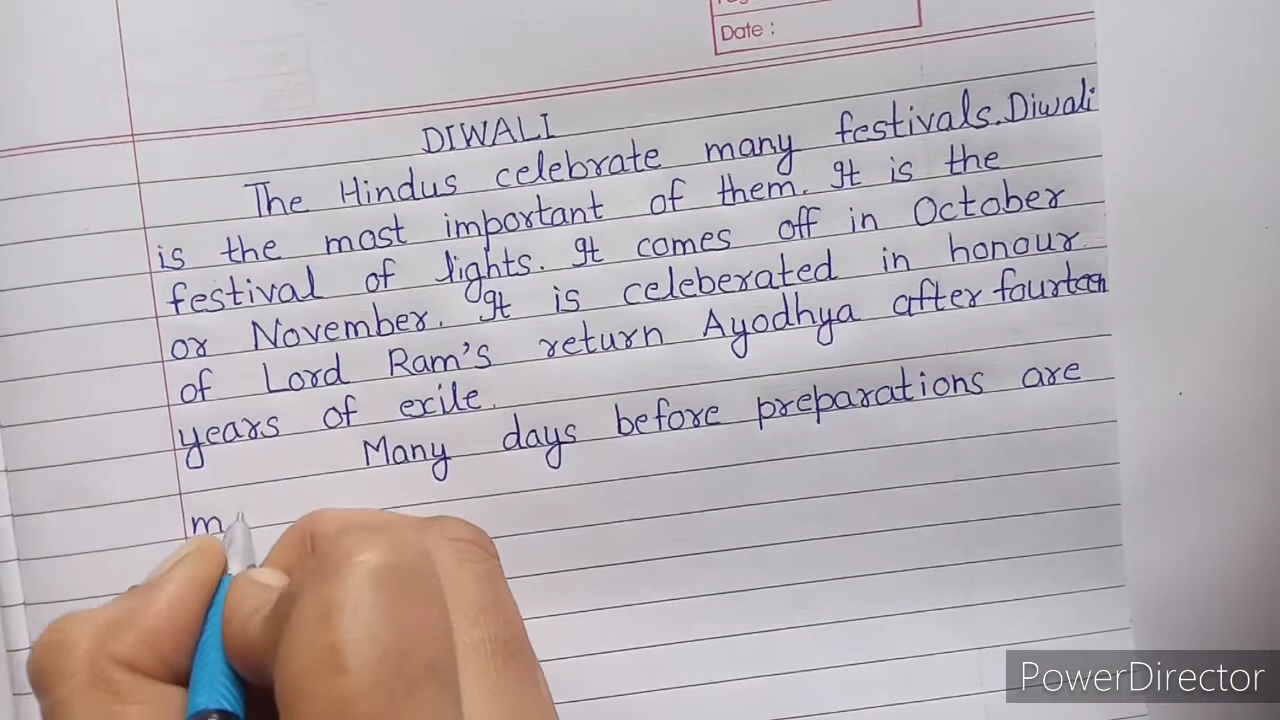 Date :
DIWALI
The Hindus celebrate many festivals. Diwali
is the most important of them. It is the
festival of lights. It comes off in October
or November. It is celeberated in honour
of Lord Ram's return Ayodhya after fourteen
years of exile.
Many days before preparations are
m
PowerDirector